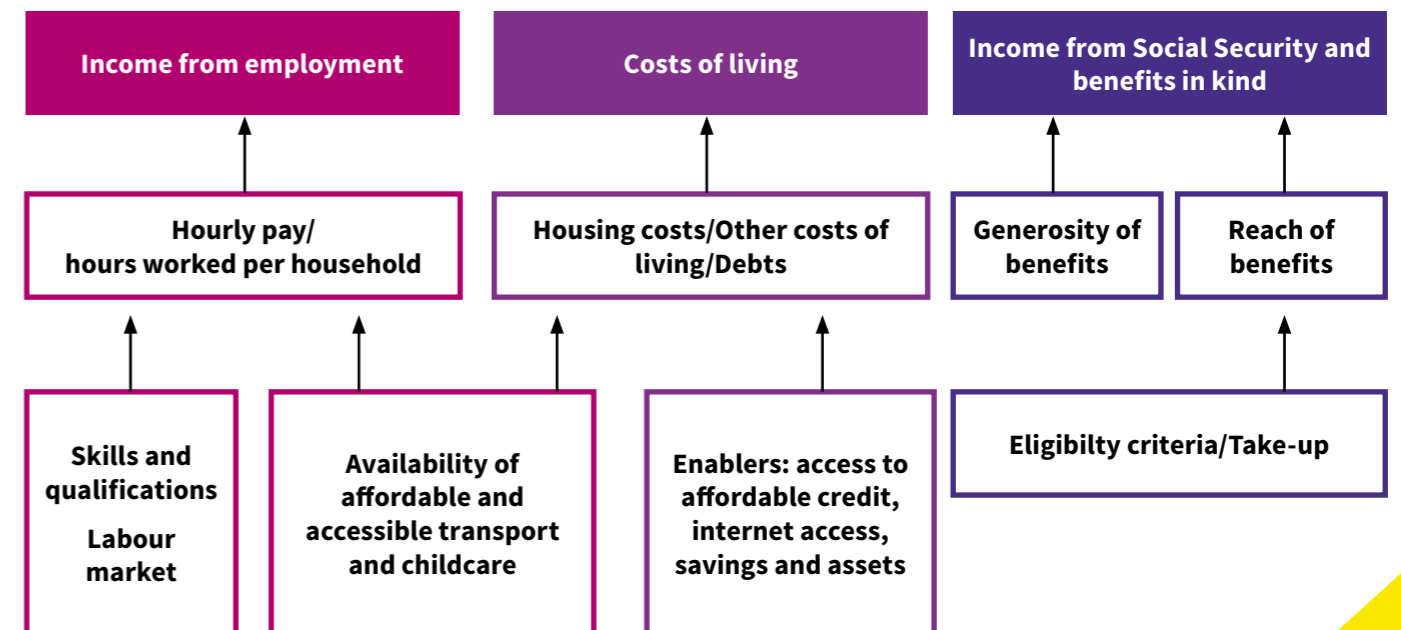 Income from employment
Costs of living
Income from Social Security and
benefits in kind
Hourly pay/
hours worked per household
Housing costs/Other costs of
living/Debts
Generosity of
benefits
Reach of
benefits
Skills and
qualifications
Labour
market
Availability of
affordable and
accessible transport
and childcare
Enablers: access to
affordable credit,
internet access,
savings and assets
Eligibilty criteria/Take-up